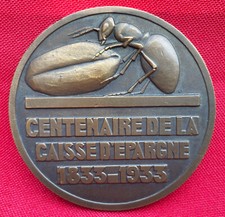 CENTENAIRE DE LA
CAISSE D'EPARGNE
1833-1933